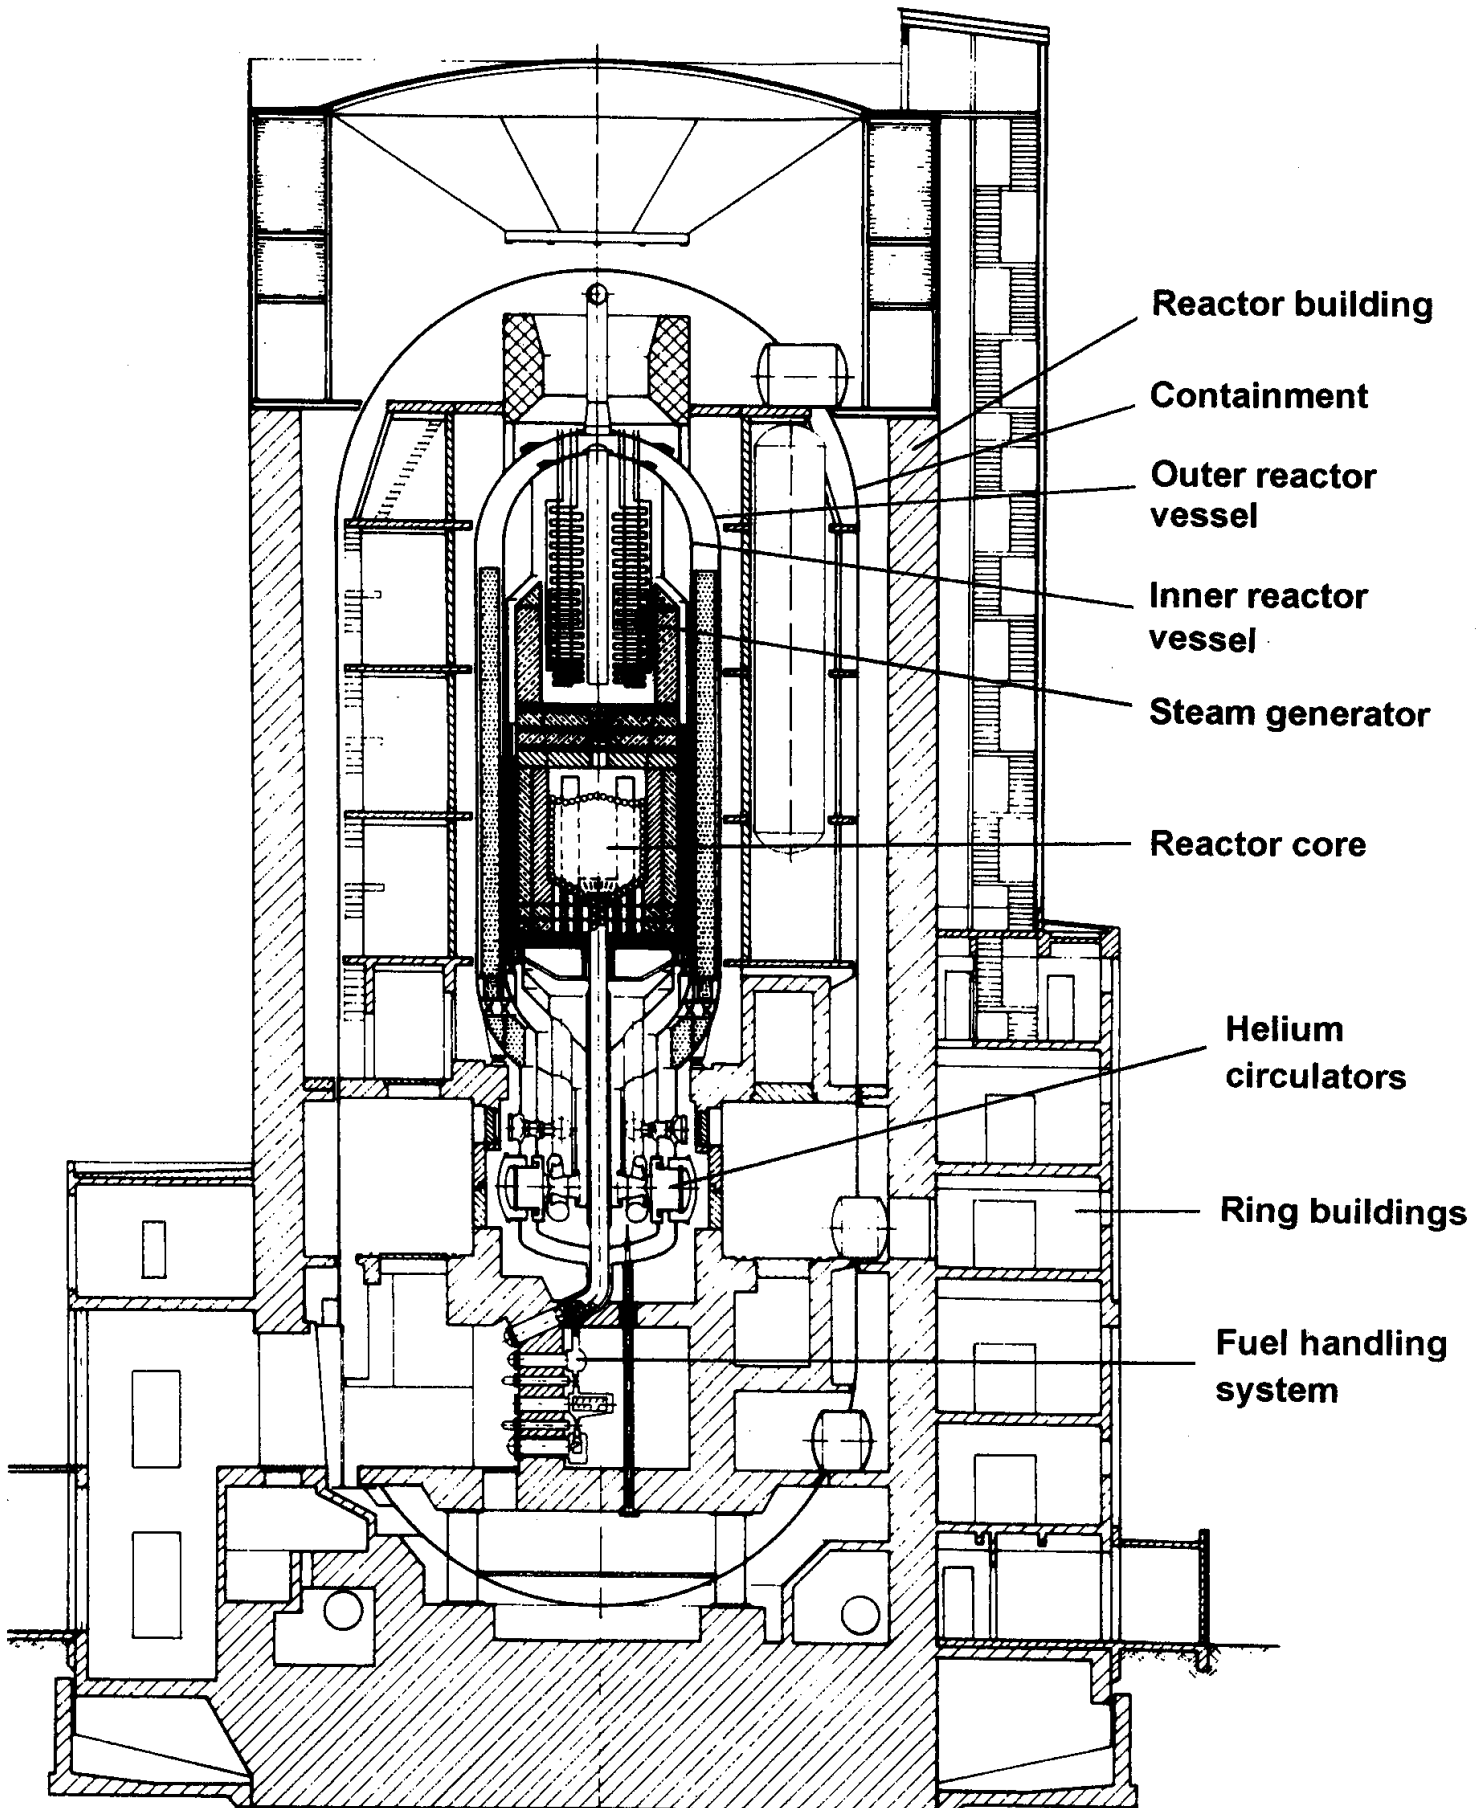 Reactor building
Containment
Outer reactor
vessel
Inner reactor
vessel
Steam generator
Reactor core
Helium
circulators
Ring buildings
Fuel handling
system